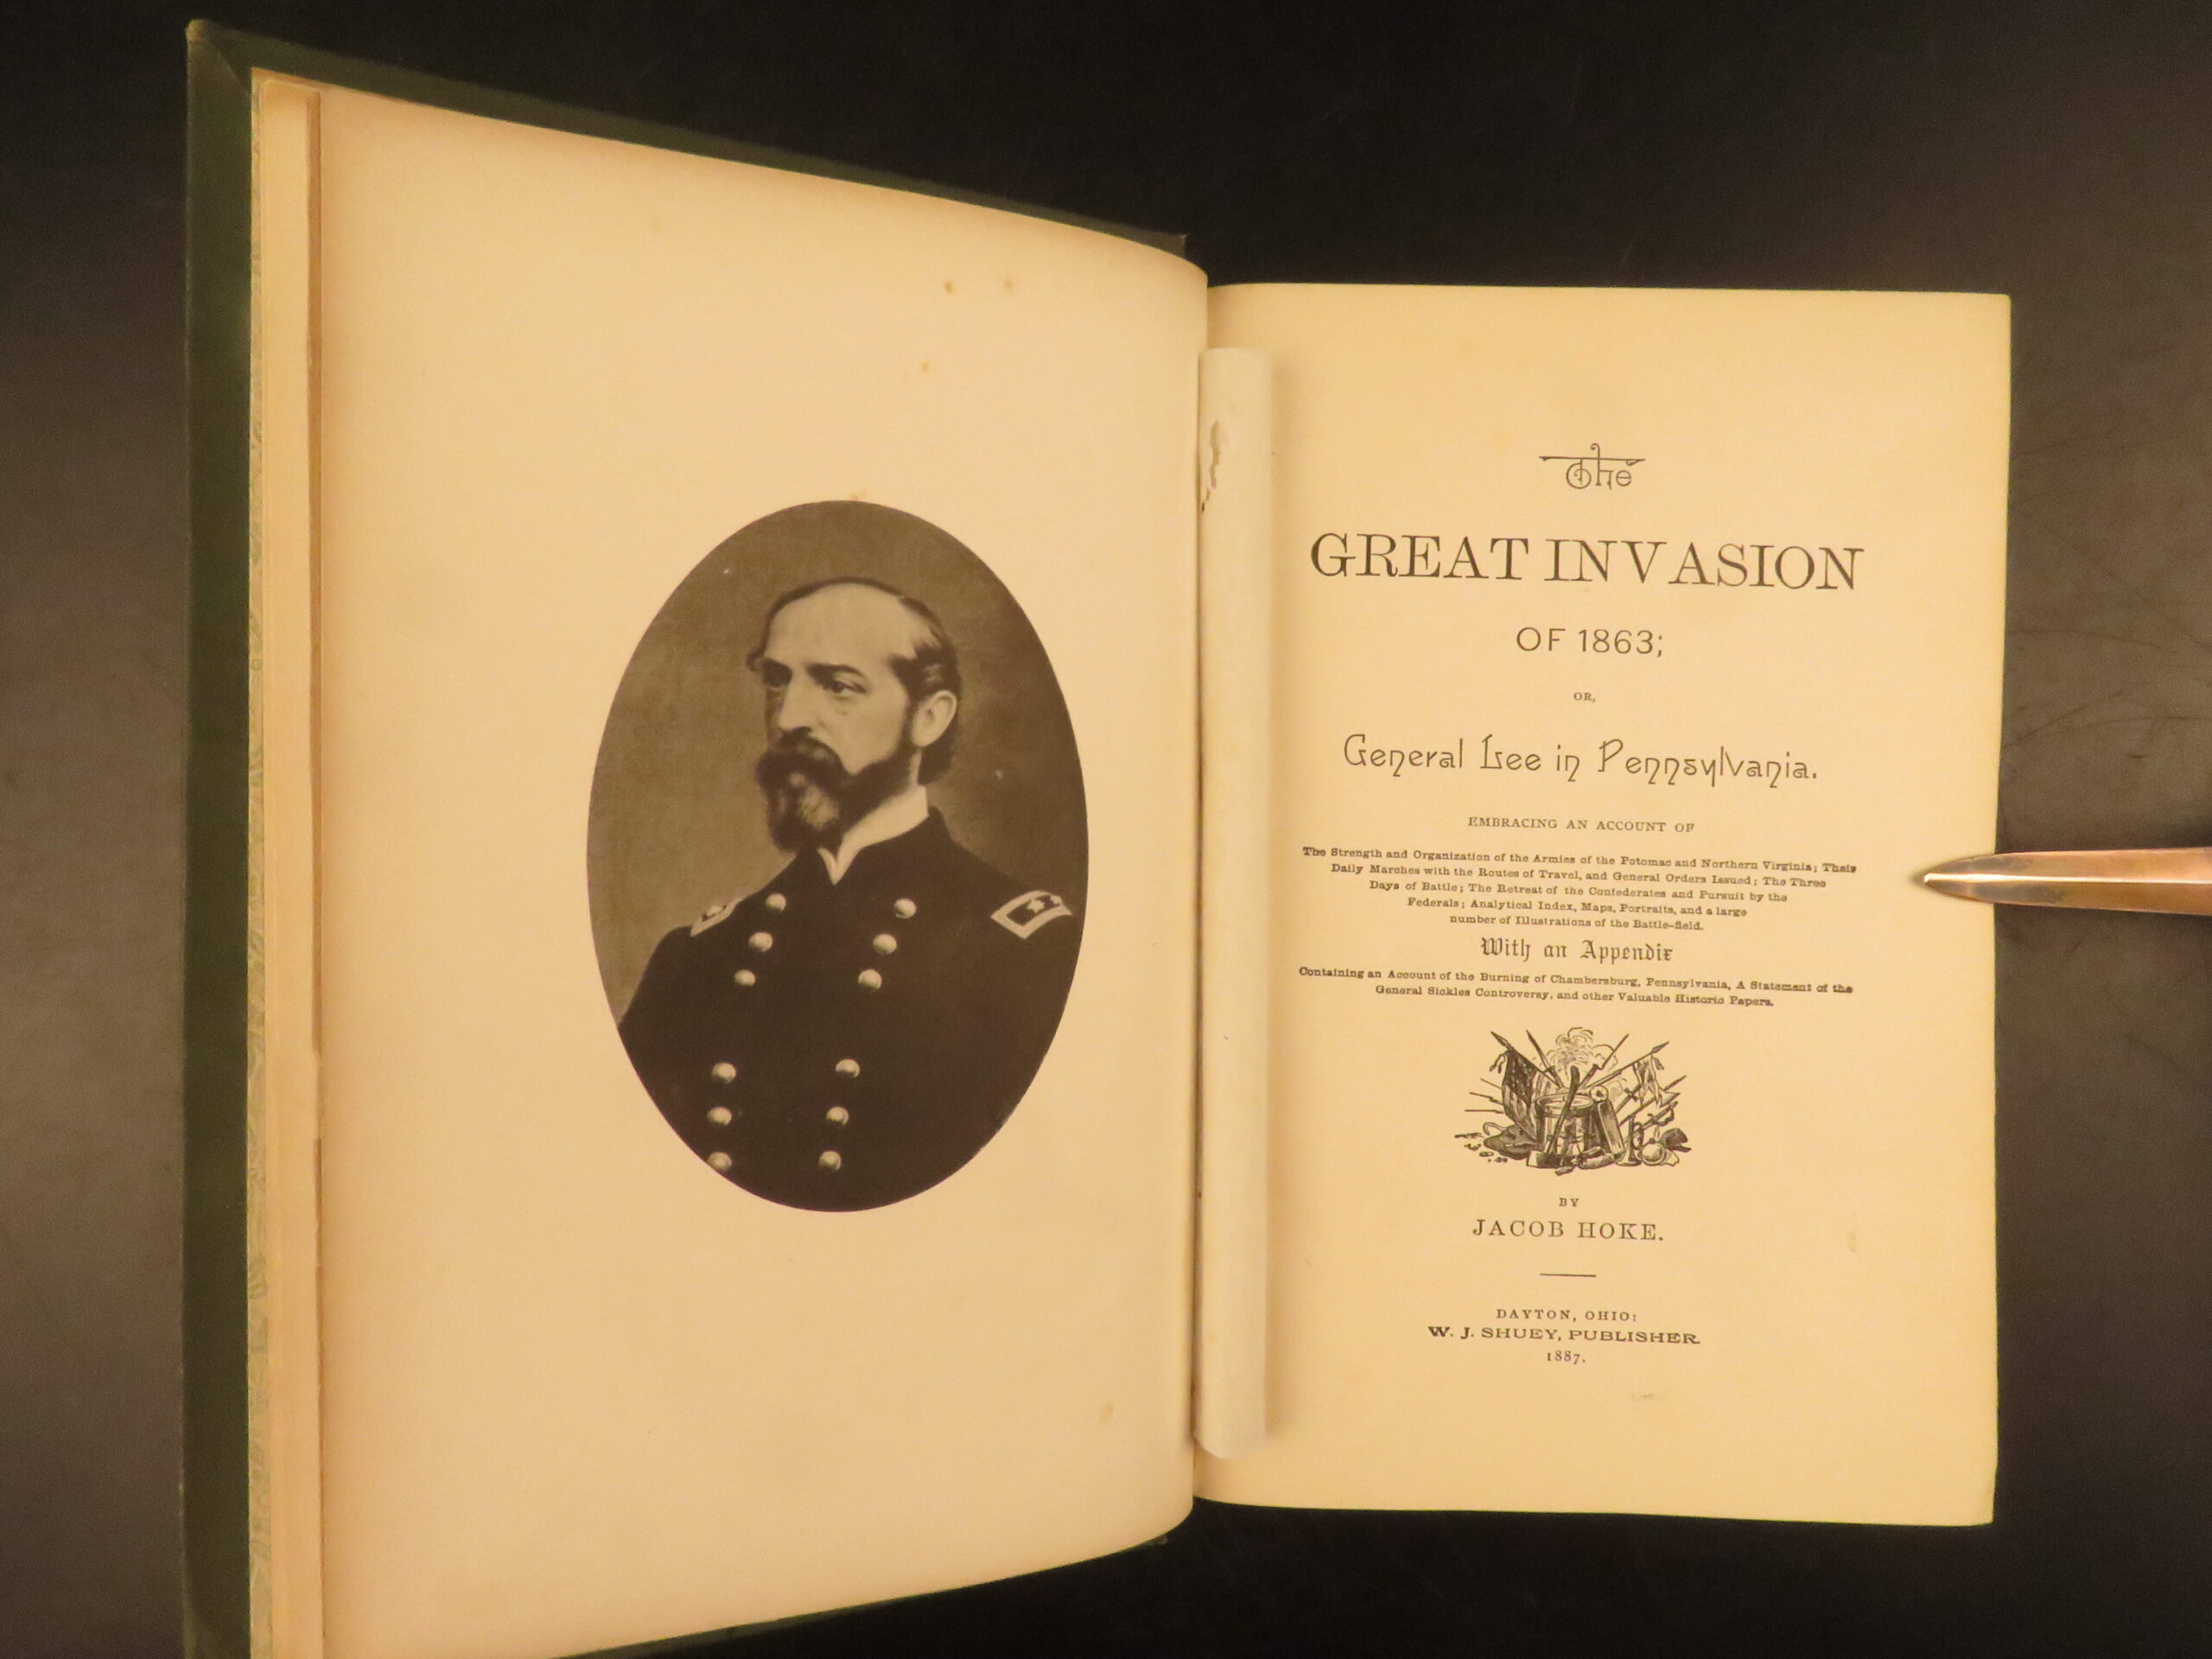 The
GREAT INVASION
OF 1863;
OR,
General Lee in Pennsylvania.
EMBRACING AN ACCOUNT OF
The Strength and Organization of the Armies of the Potomac and Northern Virginia; Their
Daily Marches with the Routes of Travel, and General Orders Issued; The Three
Days of Battle; The Retreat of the Confederates and Pursuit by the
Federals; Analytical Index, Maps, Portraits, and a large
number of Illustrations of the Battle-field.
With an Appendix
Containing an Account of the Burning of Chambersburg, Pennsylvania, A Statement of the
General Sickles Controversy, and other Valuable Historic Papers.
BY
JACOB HOKE.
DAYTON, OHIO:
W. J. SHUEY, PUBLISHER.
1887.